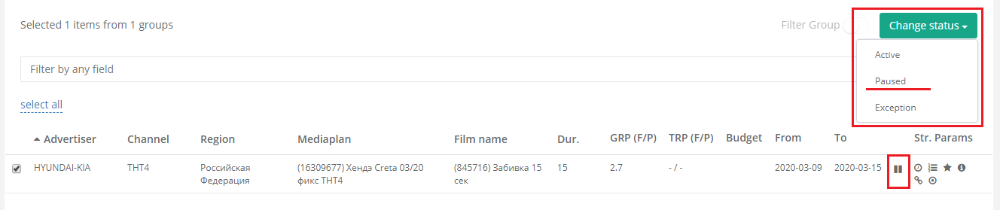 Selected 1 items from 1 groups
Filter Group
Change status
Active
Paused
Exception
Filter by any field
select all
Advertiser Channel Region Mediaplan Film name Dur. GRP (F/P) TRP (F/P) Budget From To Str. Params
HYUNDAI-KIA ТНТ4 Российская (16309677) Хендэ Creta 03/20 (845716) Забивка 15 15 2.7 - / - 2020-03-09 2020-03-15
Федерация фикс ТНТ4 сек